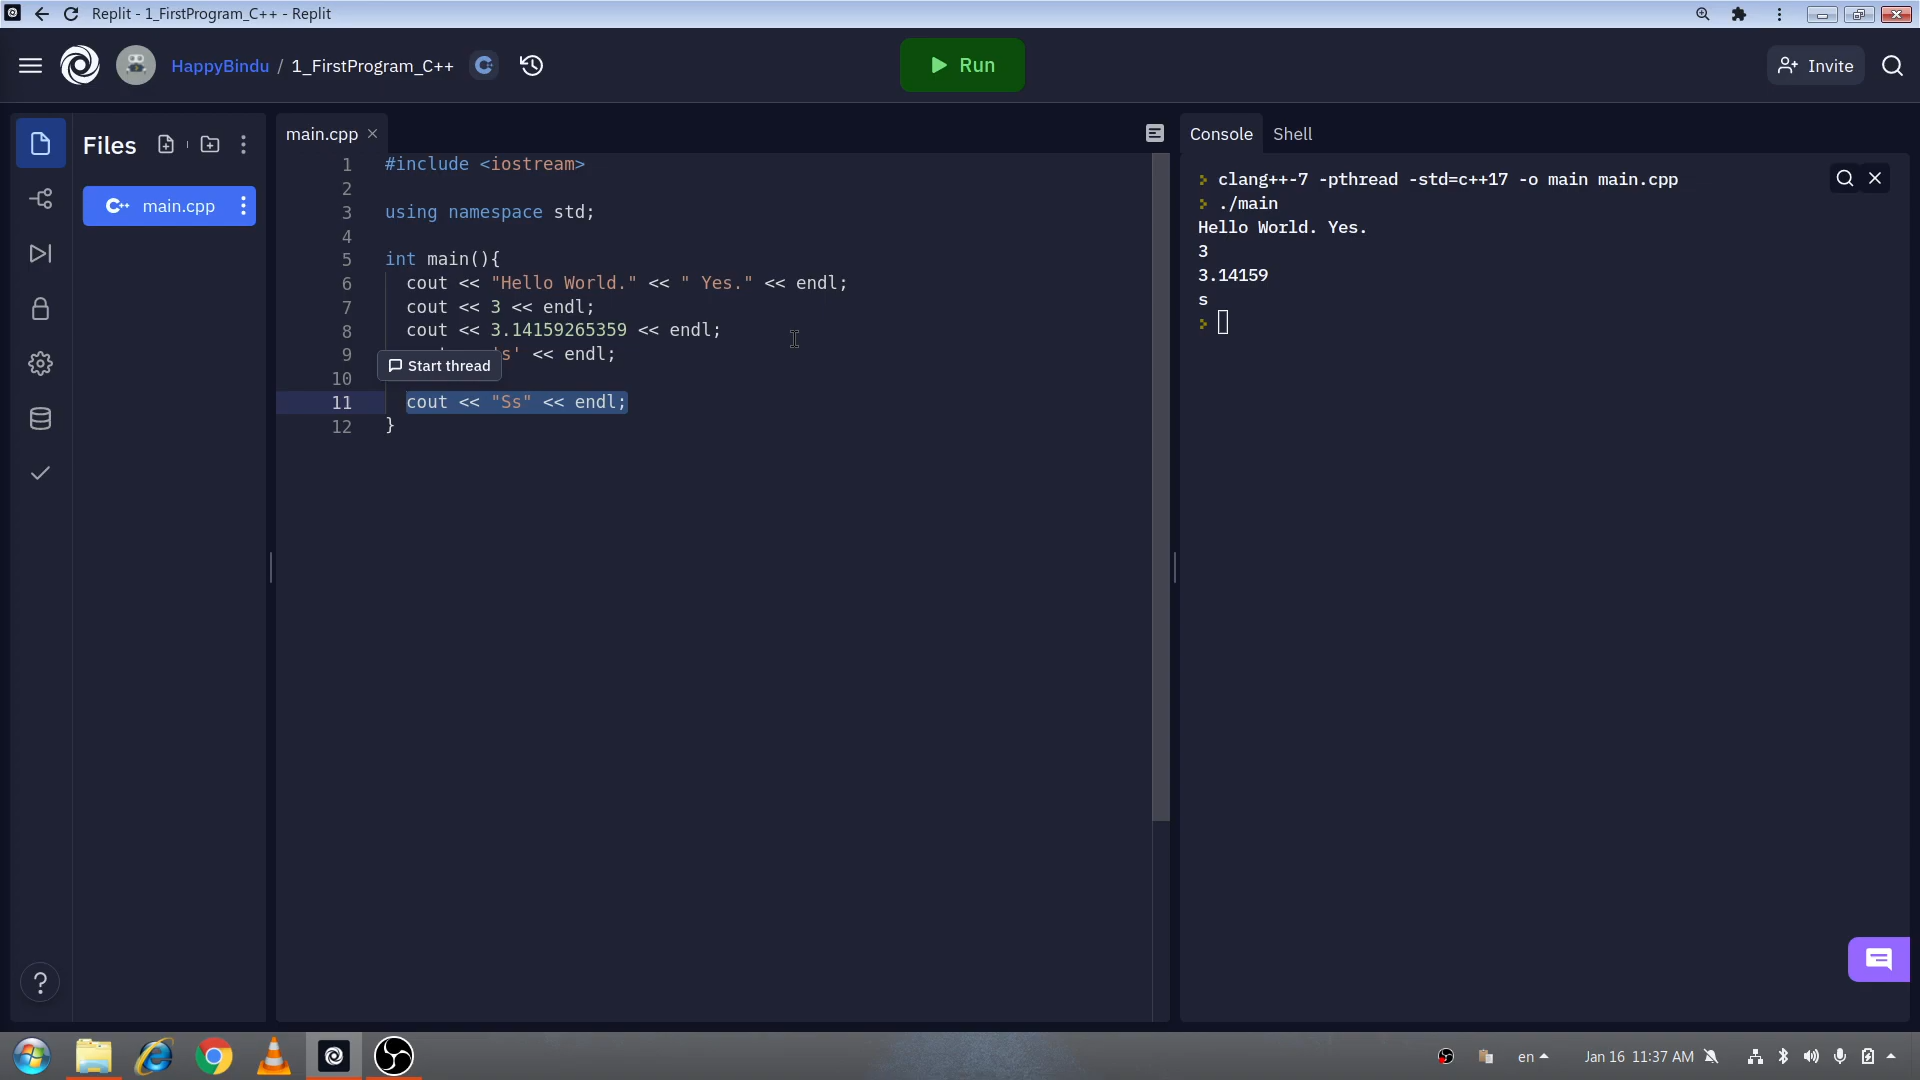 Replit - 1_FirstProgram_C++ - Replit
HappyBindu / 1_FirstProgram_C++
Run
Invite
Files
main.cpp
main.cpp
1 #include <iostream>
2
3 using namespace std;
4
5 int main(){
6 cout << "Hello World." << " Yes." << endl;
7 cout << 3 << endl;
8 cout << 3.14159265359 << endl;
9 s' << endl;
Start thread
10
11 cout << "Ss" << endl;
12 }
Console Shell
clang++-7 -pthread -std=c++17 -o main main.cpp
./main
Hello World. Yes.
3
3.14159
s
?
en
Jan 16 11:37 AM